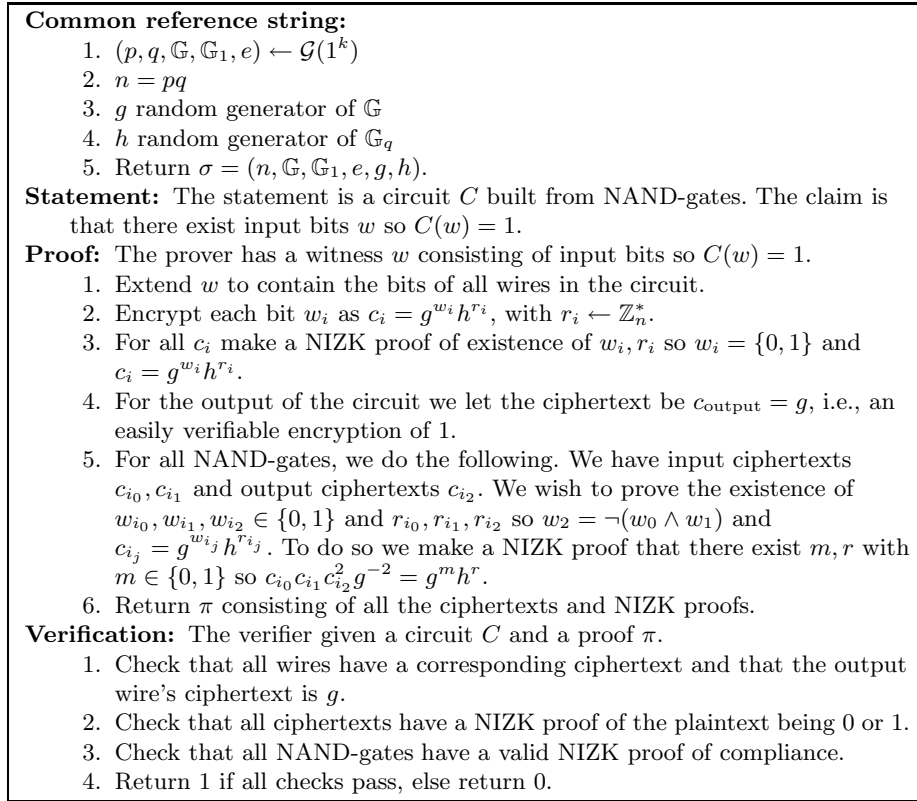 Common reference string:
1. (p, q, 𝔾, 𝔾₁, e) ← 𝒢(1ᵏ)
2. n = pq
3. g random generator of 𝔾
4. h random generator of 𝔾_q
5. Return σ = (n, 𝔾, 𝔾₁, e, g, h).
Statement: The statement is a circuit C built from NAND-gates. The claim is
that there exist input bits w so C(w) = 1.
Proof: The prover has a witness w consisting of input bits so C(w) = 1.
1. Extend w to contain the bits of all wires in the circuit.
2. Encrypt each bit w_i as c_i = g^{w_i} h^{r_i}, with r_i ← ℤ_n^*.
3. For all c_i make a NIZK proof of existence of w_i, r_i so w_i = {0, 1} and
c_i = g^{w_i} h^{r_i}.
4. For the output of the circuit we let the ciphertext be c_output = g, i.e., an
easily verifiable encryption of 1.
5. For all NAND-gates, we do the following. We have input ciphertexts
c_{i_0}, c_{i_1} and output ciphertexts c_{i_2}. We wish to prove the existence of
w_{i_0}, w_{i_1}, w_{i_2} ∈ {0, 1} and r_{i_0}, r_{i_1}, r_{i_2} so w_2 = ¬(w_0 ∧ w_1) and
c_{i_j} = g^{w_{i_j}} h^{r_{i_j}}. To do so we make a NIZK proof that there exist m, r with
m ∈ {0, 1} so c_{i_0} c_{i_1} c_{i_2}^2 g^{-2} = g^m h^r.
6. Return π consisting of all the ciphertexts and NIZK proofs.
Verification: The verifier given a circuit C and a proof π.
1. Check that all wires have a corresponding ciphertext and that the output
wire's ciphertext is g.
2. Check that all ciphertexts have a NIZK proof of the plaintext being 0 or 1.
3. Check that all NAND-gates have a valid NIZK proof of compliance.
4. Return 1 if all checks pass, else return 0.